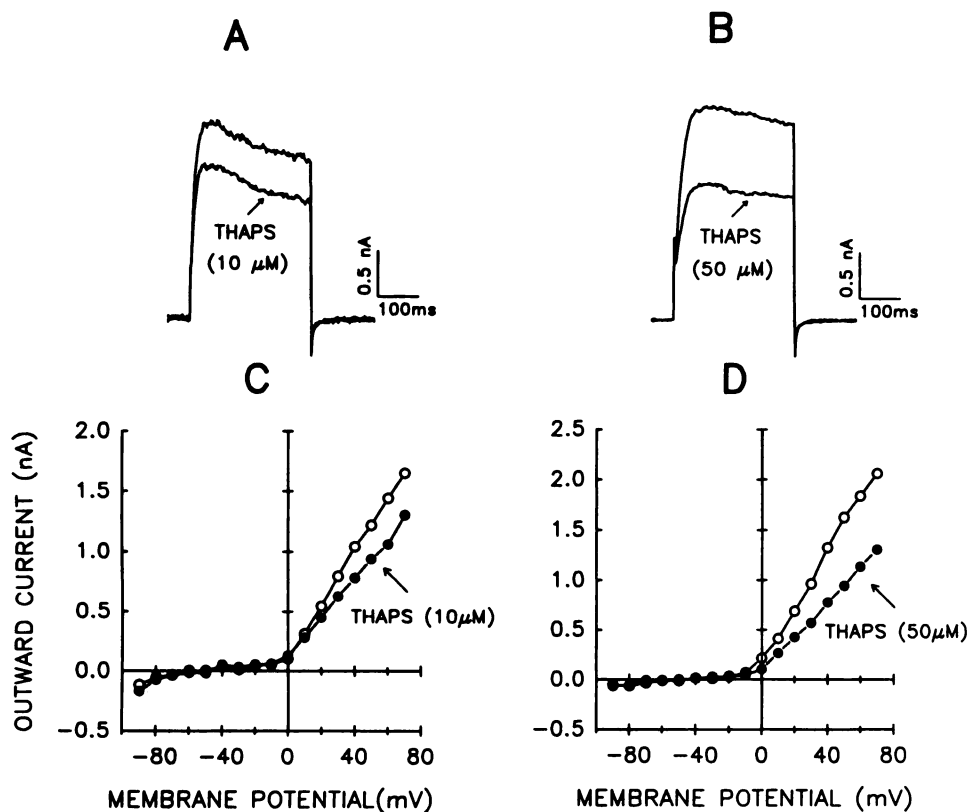 A
B
THAPS
(10 μM)
0.5 nA
100ms
THAPS
(50 μM)
0.5 nA
100ms
C
D
OUTWARD CURRENT (nA)
2.0
1.5
1.0
0.5
0.0
−0.5
THAPS (10μM)
−80 −40 0 40 80
MEMBRANE POTENTIAL(mV)
2.5
2.0
1.5
1.0
0.5
0.0
−0.5
THAPS (50μM)
−80 −40 0 40 80
MEMBRANE POTENTIAL (mV)